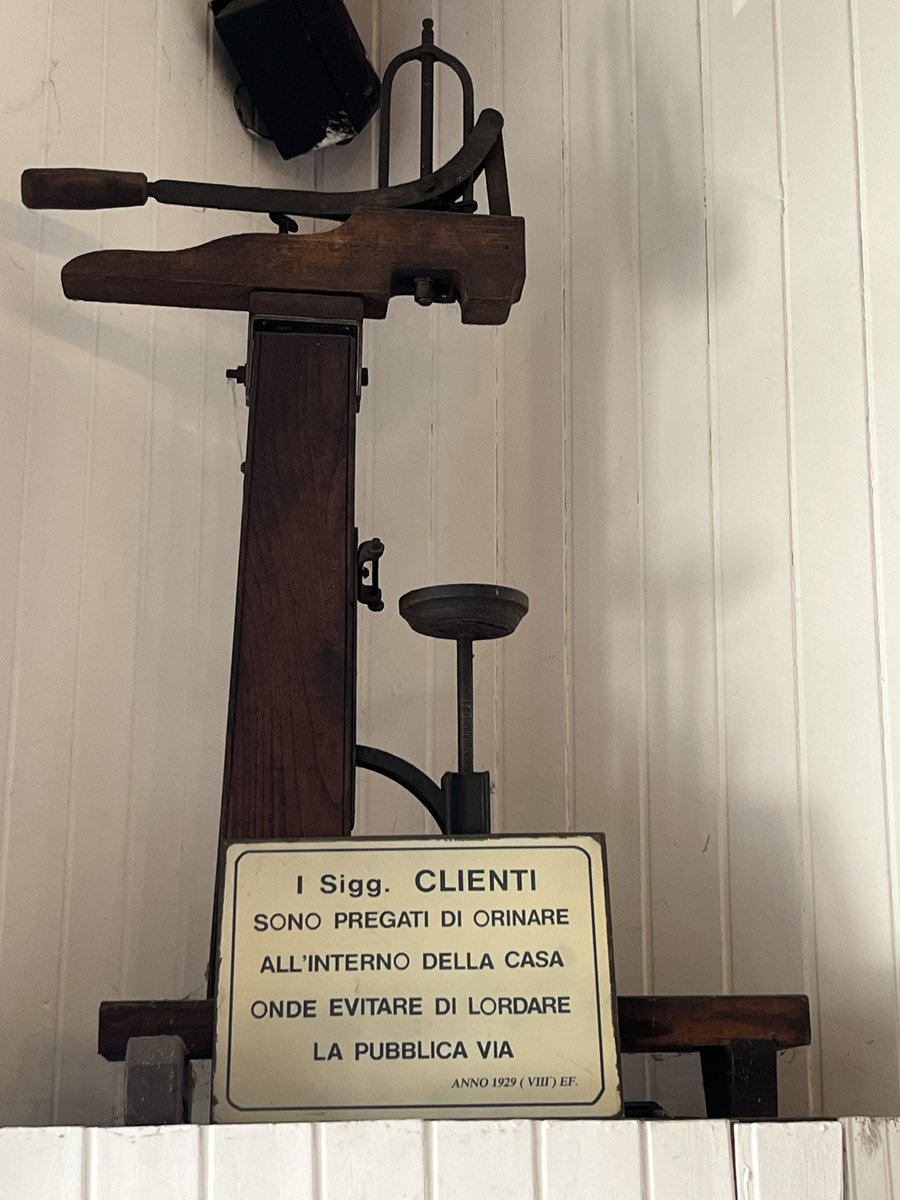 I Sigg. CLIENTI
SONO PREGATI DI ORINARE
ALL'INTERNO DELLA CASA
ONDE EVITARE DI LORDARE
LA PUBBLICA VIA
ANNO 1929 ( VIII°) EF.